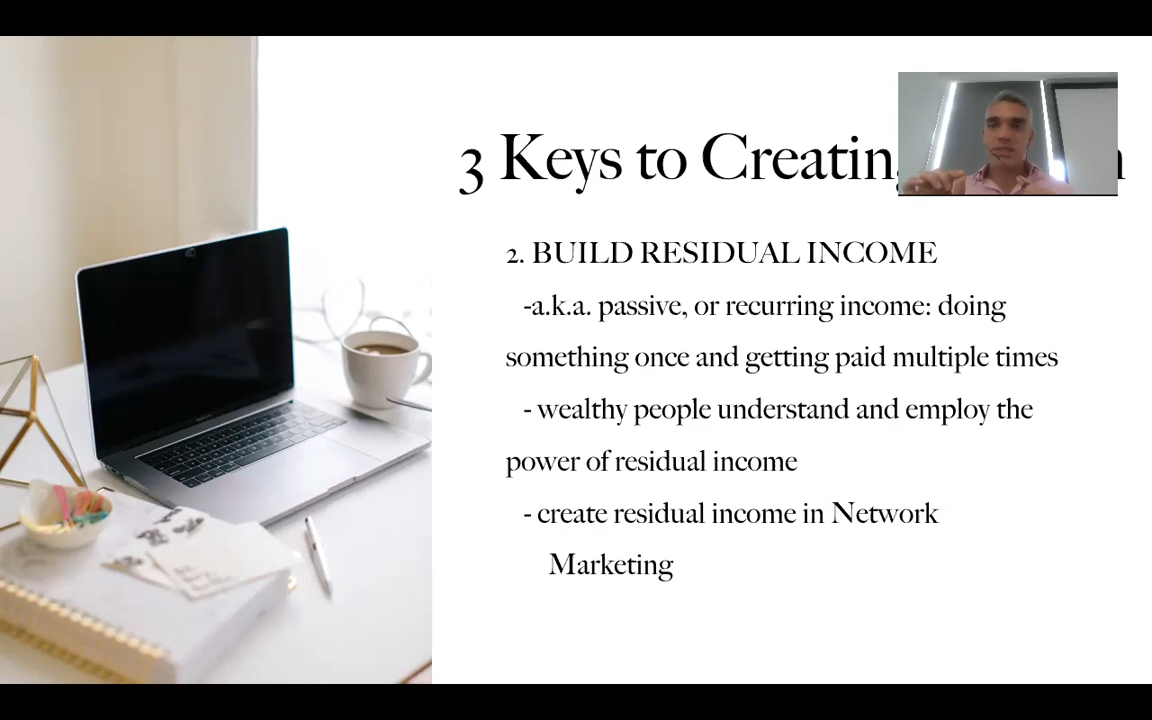 3 Keys to Creatin
2. BUILD RESIDUAL INCOME
-a.k.a. passive, or recurring income: doing
something once and getting paid multiple times
- wealthy people understand and employ the
power of residual income
- create residual income in Network
Marketing